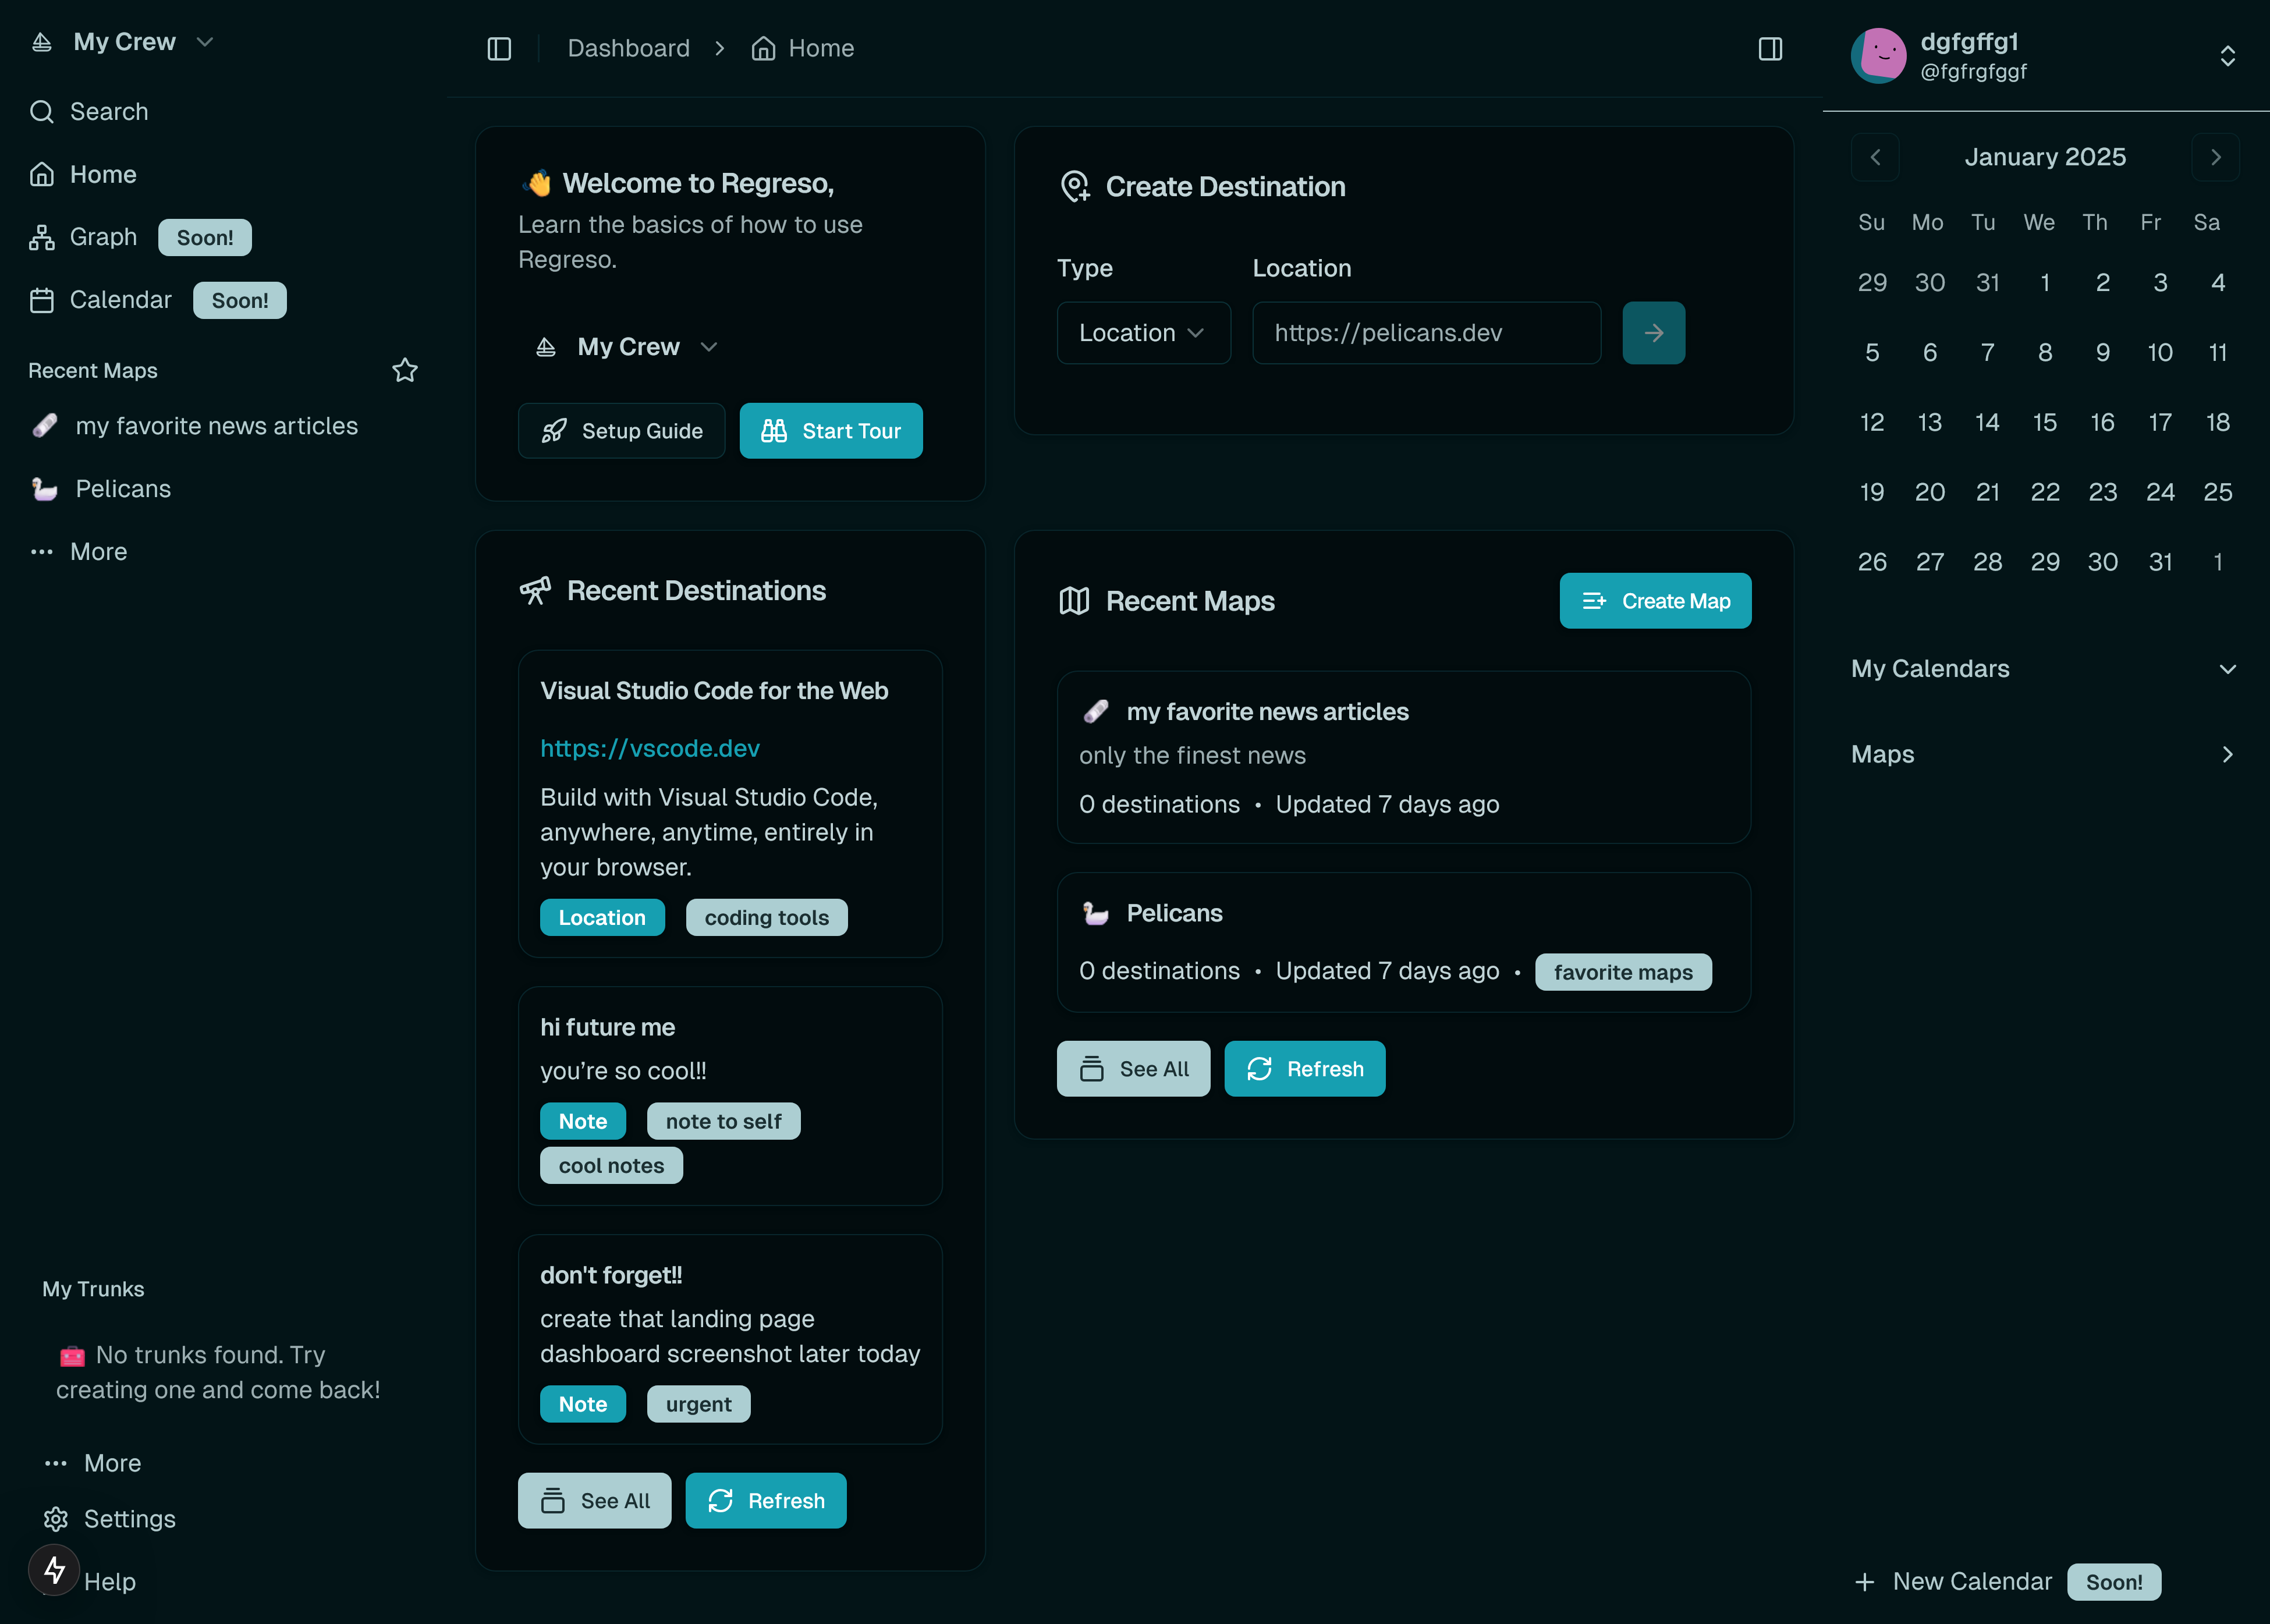 My Crew
Search
Home
Graph Soon!
Calendar Soon!
Recent Maps
my favorite news articles
Pelicans
More
My Trunks
No trunks found. Try
creating one and come back!
More
Settings
Help
Dashboard Home
Welcome to Regreso,
Learn the basics of how to use
Regreso.
My Crew
Setup Guide Start Tour
Create Destination
Type Location
Location https://pelicans.dev
Recent Destinations
Visual Studio Code for the Web
https://vscode.dev
Build with Visual Studio Code,
anywhere, anytime, entirely in
your browser.
Location coding tools
hi future me
you’re so cool!!
Note note to self
cool notes
don't forget!!
create that landing page
dashboard screenshot later today
Note urgent
See All Refresh
Recent Maps Create Map
my favorite news articles
only the finest news
0 destinations • Updated 7 days ago
Pelicans
0 destinations • Updated 7 days ago • favorite maps
See All Refresh
dgfgffg1
@fgfrgfggf
January 2025
Su Mo Tu We Th Fr Sa
29 30 31 1 2 3 4
5 6 7 8 9 10 11
12 13 14 15 16 17 18
19 20 21 22 23 24 25
26 27 28 29 30 31 1
My Calendars
Maps
New Calendar Soon!